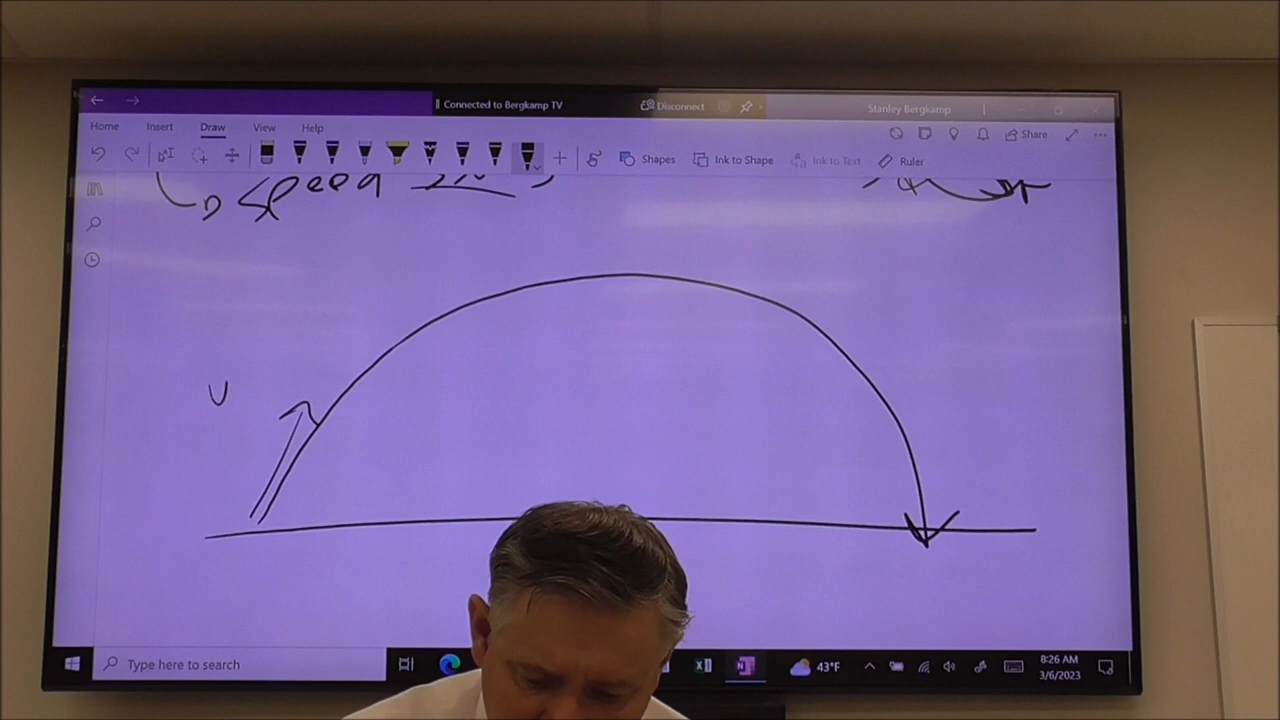 Connected to Bergkamp TV
Disconnect
Stanley Bergkamp
Home Insert Draw View Help
Share
Shapes Ink to Shape Ink to Text Ruler
Speed
v
Type here to search
43°F
8:26 AM
3/6/2023